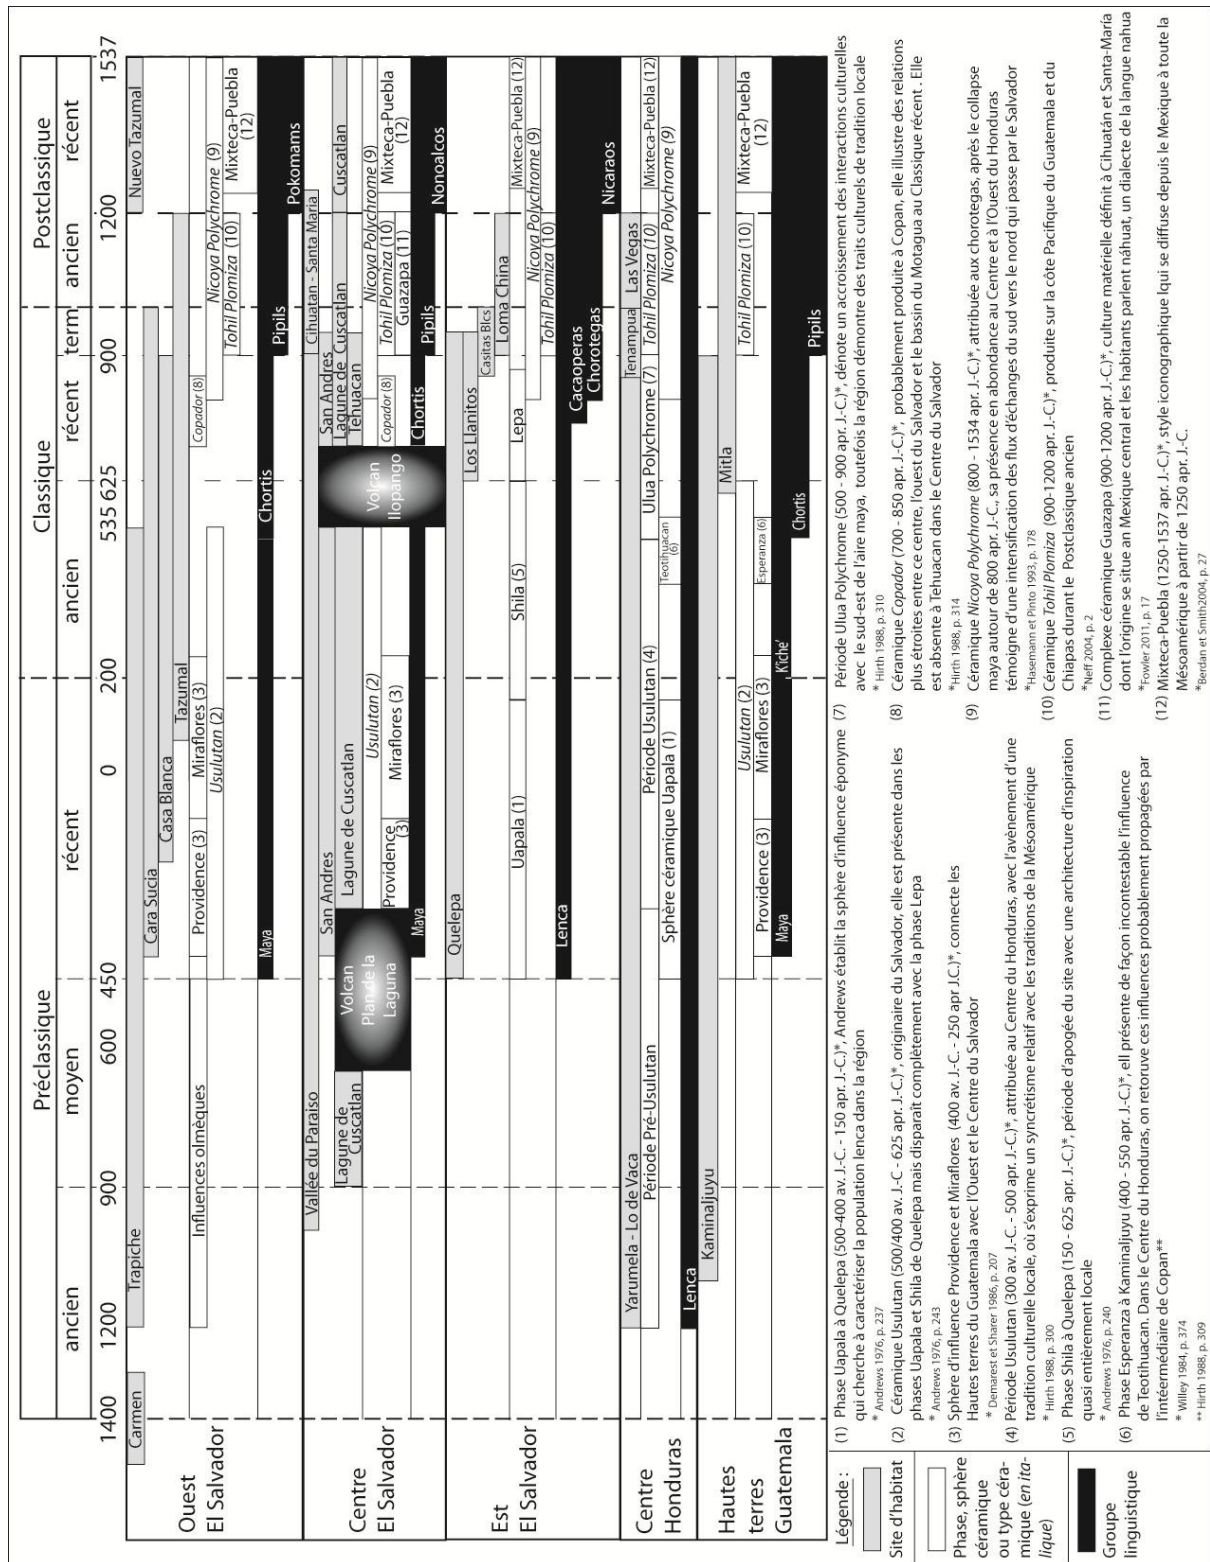 Préclassique
Classique
Postclassique
ancien
moyen
récent
ancien
récent
term
ancien
récent
1400
1200
900
600
450
0
200
535
625
900
1200
1537
Ouest
El Salvador
Carmen
Trapiche
Cara Sucia
Casa Blanca
Tazumal
Nuevo Tazumal
Influences olmèques
Providence (3)
Miraflores (3)
Usulutan (2)
Copador (8)
Nicoya Polychrome (9)
Tohil Plomiza (10)
Mixteca-Puebla
(12)
Maya
Chortis
Pipils
Pokomams
Centre
El Salvador
Vallée du Paraiso
San Andres
San Andres
Cihuatan - Santa Maria
Lagune de
Cuscatlan
Lagune de Cuscatlan
Lagune de Cuscatlan
Cuscatlan
Tehuacan
Volcan
Plan de la
Laguna
Volcan
Ilopango
Usulutan (2)
Providence
(3)
Miraflores (3)
Copador (8)
Nicoya Polychrome (9)
Tohil Plomiza (10)
Guazapa (11)
Mixteca-Puebla
(12)
Maya
Chortis
Pipils
Nonoalcos
Est
El Salvador
Quelepa
Los Llanitos
Casitas Blcs
Loma China
Uapala (1)
Shila (5)
Lepa
Mixteca-Puebla (12)
Nicoya Polychrome (9)
Tohil Plomiza (10)
Lenca
Cacaoperas
Chorotegas
Nicaraos
Centre
Honduras
Yarumela - Lo de Vaca
Tenampua
Las Vegas
Période Pré-Usulutan
Période Usulutan (4)
Ulua Polychrome (7)
Tohil Plomiza (10)
Mixteca-Puebla (12)
Sphère céramique Uapala (1)
Teotihuacan
(6)
Nicoya Polychrome (9)
Lenca
Hautes
terres
Guatemala
Kaminaljuyu
Mitla
Usulutan (2)
Providence (3)
Miraflores (3)
Esperanza (6)
Tohil Plomiza (10)
Mixteca-Puebla
(12)
Maya
K'iche'
Chortis
Pipils
Légende :
Site d'habitat
Phase, sphère
céramique
ou type céra-
mique (en ita-
lique)
Groupe
linguistique
(1) Phase Uapala à Quelepa (500-400 av. J.-C. - 150 apr. J.-C.)*, Andrews établit la sphère d'influence éponyme
qui cherche à caractériser la population lenca dans la région
* Andrews 1976, p. 237
(2) Céramique Usulutan (500/400 av. J.-C - 625 apr. J.-C.)*, originaire du Salvador, elle est présente dans les
phases Uapala et Shila de Quelepa mais disparaît complètement avec la phase Lepa
* Andrews 1976, p. 243
(3) Sphère d'influence Providence et Miraflores (400 av. J.-C. - 250 apr J.C.)*, connecte les
Hautes terres du Guatemala avec l'Ouest et le Centre du Salvador
* Demarest et Sharer 1986, p. 207
(4) Période Usulutan (300 av. J.-C. - 500 apr. J.-C.)*, attribuée au Centre du Honduras, avec l'avènement d'une
tradition culturelle locale, où s'exprime un syncrétisme relatif avec les traditions de la Mésoamérique
* Hirth 1988, p. 300
(5) Phase Shila à Quelepa (150 - 625 apr. J.-C.)*, période d'apogée du site avec une architecture d'inspiration
quasi entièrement locale
* Andrews 1976, p. 240
(6) Phase Esperanza à Kaminaljuyu (400 - 550 apr. J.-C.)*, ell présente de façon incontestable l'influence
de Teotihuacan. Dans le Centre du Honduras, on retoruve ces influences probablement propagées par
l'intéermédiaire de Copan**
* Willey 1984, p. 374
** Hirth 1988, p. 309
(7) Période Ulua Polychrome (500 - 900 apr. J.-C.)*, dénote un accroissement des interactions culturelles
avec le sud-est de l'aire maya, toutefois la région démontre des traits culturels de tradition locale
* Hirth 1988, p. 310
(8) Céramique Copador (700 - 850 apr. J.-C.)*, probablement produite à Copan, elle illustre des relations
plus étroites entre ce centre, l'ouest du Salvador et le bassin du Motagua au Classique récent . Elle
est absente à Tehuacan dans le Centre du Salvador
*Hirth 1988, p. 314
(9) Céramique Nicoya Polychrome (800 - 1534 apr. J.-C.)*, attribuée aux chorotegas, après le collapse
maya autour de 800 apr. J.-C., sa présence en abondance au Centre et à l'Ouest du Honduras
témoigne d'une intensification des flux d'échanges du sud vers le nord qui passe par le Salvador
*Hasemann et Pinto 1993, p. 178
(10) Céramique Tohil Plomiza (900-1200 apr. J.-C.)*, produite sur la côte Pacifique du Guatemala et du
Chiapas durant le Postclassique ancien
*Neff 2004, p. 2
(11) Complexe céramique Guazapa (900-1200 apr. J.-C.)*, culture matérielle définit à Cihuatán et Santa-María
dont l'origine se situe an Mexique central et les habitants parlent náhuat, un dialecte de la langue nahua
*Fowler 2011, p. 17
(12) Mixteca-Puebla (1250-1537 apr. J.-C.)*, style iconographique lqui se diffuse depuis le Mexique à toute la
Mésoamérique à partir de 1250 apr. J.-C.
*Berdan et Smith2004, p. 27